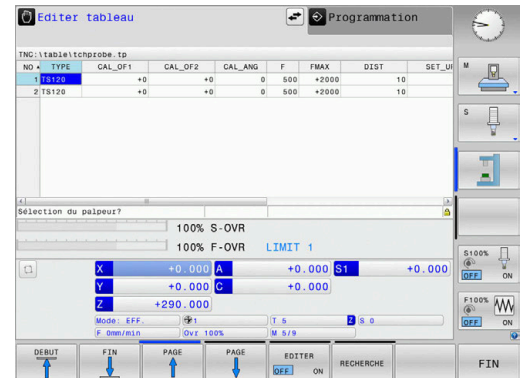 Editer tableau
Programmation
TNC:\table\tchprobe.tp
NO TYPE CAL_OF1 CAL_OF2 CAL_ANG F FMAX DIST SET_U
1 TS120 +0 +0 0 500 +2000 10
2 TS120 +0 +0 0 500 +2000 10
M
S
Sélection du palpeur?
100% S-OVR
100% F-OVR LIMIT 1
X +0.000 A +0.000 S1 +0.000
Y +0.000 C +0.000
Z +290.000
Mode: EFF. 1 T 5 Z S 0
F 0mm/min Ovr 100% M 5/9
S100%
OFF ON
F100%
OFF ON
DEBUT
FIN
PAGE
PAGE
EDITER
OFF ON
RECHERCHE
FIN